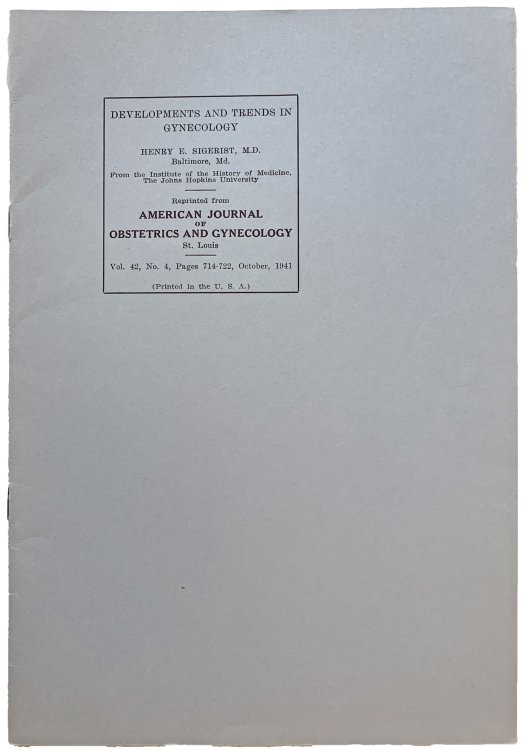 DEVELOPMENTS AND TRENDS IN
GYNECOLOGY
HENRY E. SIGERIST, M.D.
Baltimore, Md.
From the Institute of the History of Medicine,
The Johns Hopkins University
Reprinted from
AMERICAN JOURNAL
OF
OBSTETRICS AND GYNECOLOGY
St. Louis
Vol. 42, No. 4, Pages 714-722, October, 1941
(Printed in the U. S. A.)